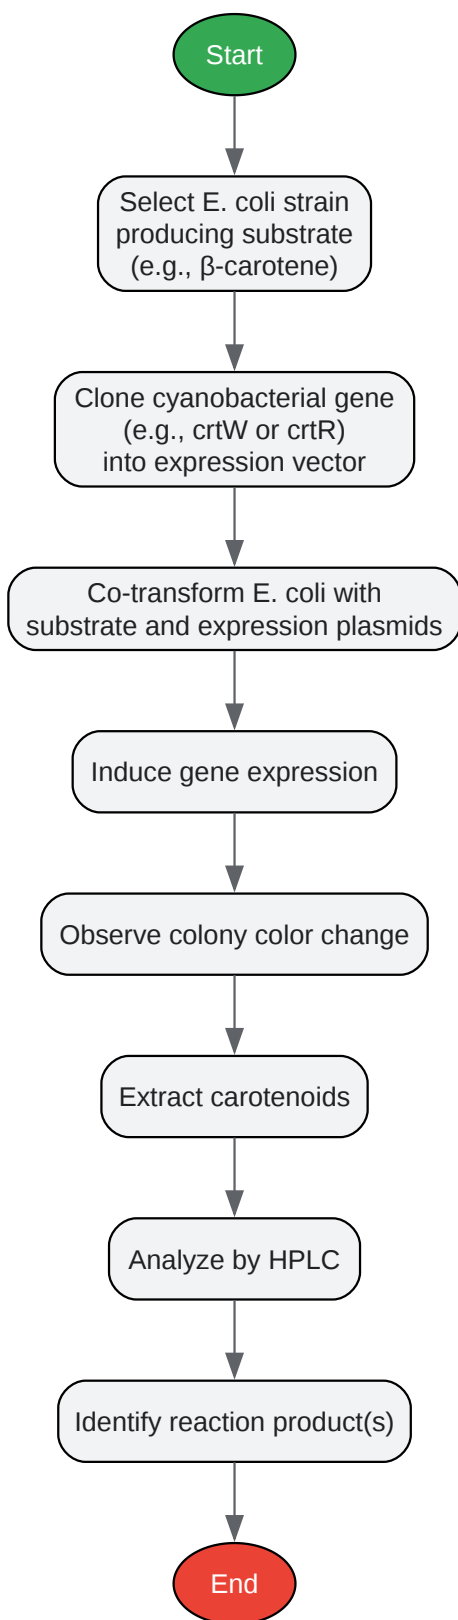 Start
Select E. coli strain
producing substrate
(e.g., β-carotene)
Clone cyanobacterial gene
(e.g., crtW or crtR)
into expression vector
Co-transform E. coli with
substrate and expression plasmids
Induce gene expression
Observe colony color change
Extract carotenoids
Analyze by HPLC
Identify reaction product(s)
End